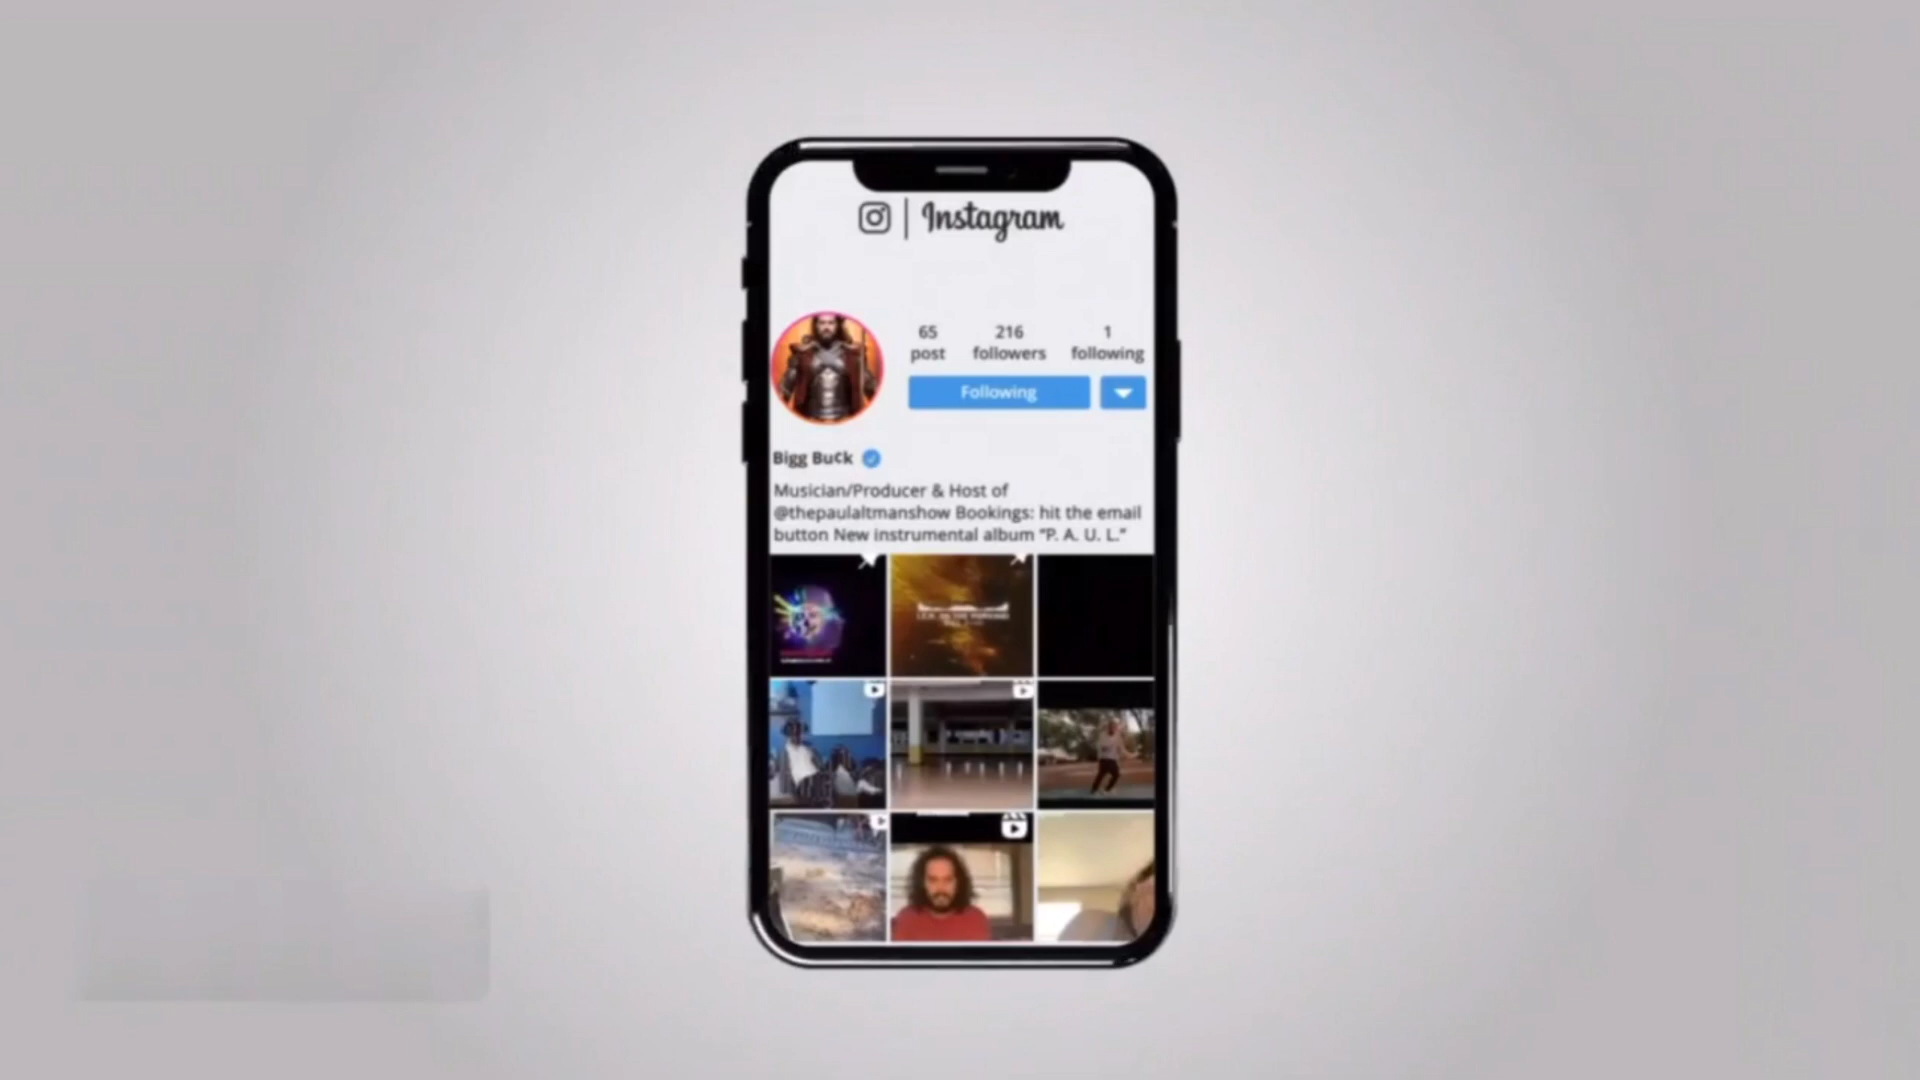 Instagram
65 216 1
post followers following
Following
Bigg Buck
Musician/Producer & Host of
@thepaulaltmanshow Bookings: hit the email
button New instrumental album “P. A. U. L.”